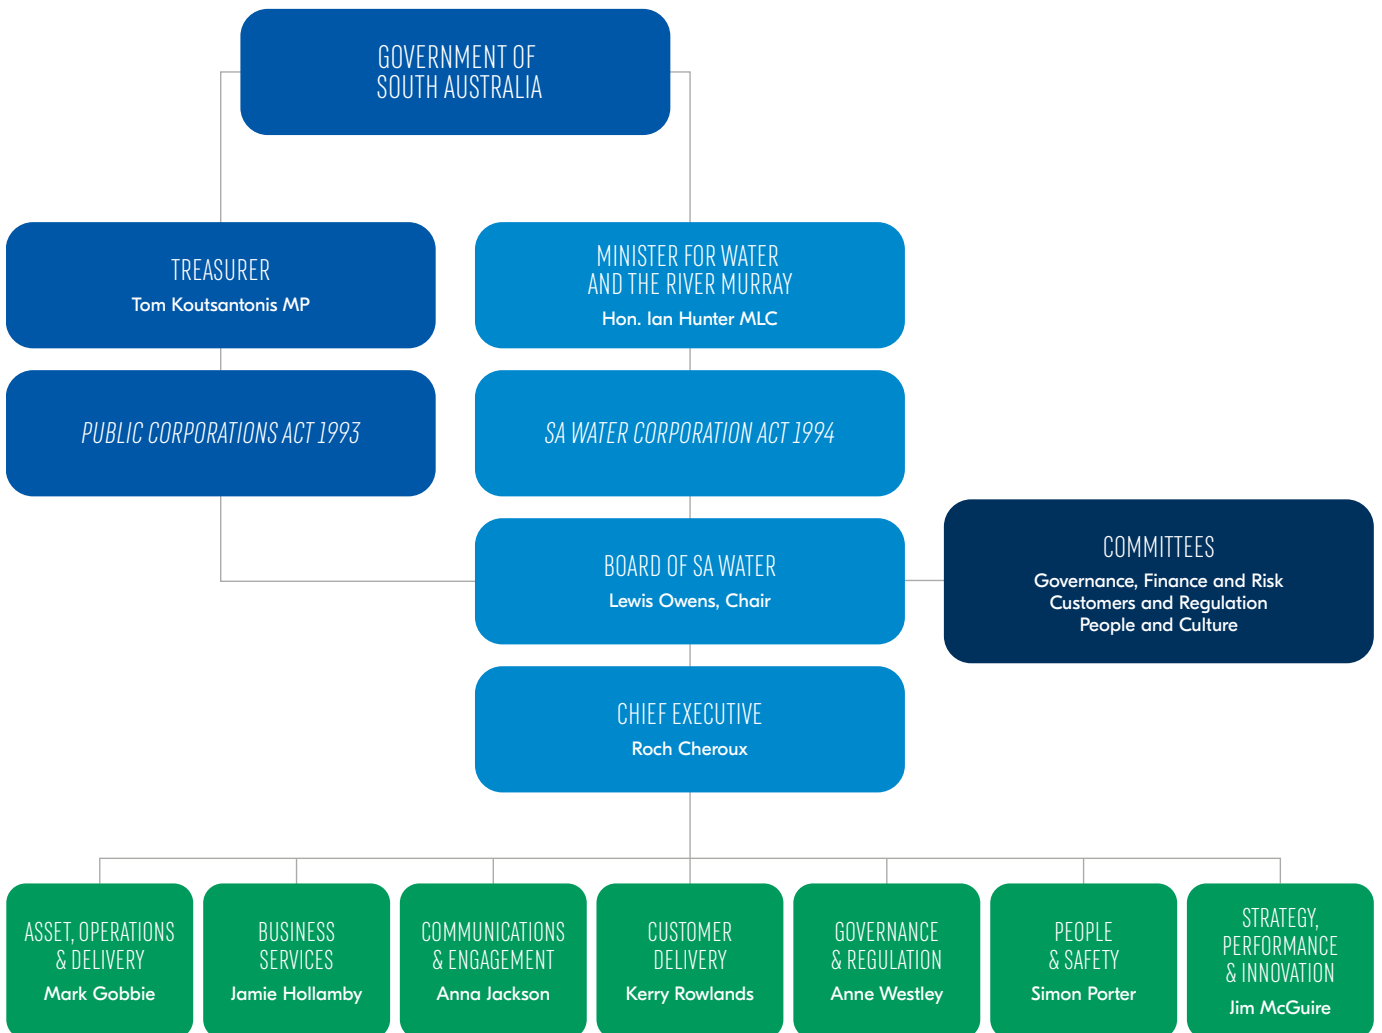 GOVERNMENT OF
SOUTH AUSTRALIA
TREASURER
Tom Koutsantonis MP
MINISTER FOR WATER
AND THE RIVER MURRAY
Hon. Ian Hunter MLC
PUBLIC CORPORATIONS ACT 1993
SA WATER CORPORATION ACT 1994
BOARD OF SA WATER
Lewis Owens, Chair
COMMITTEES
Governance, Finance and Risk
Customers and Regulation
People and Culture
CHIEF EXECUTIVE
Roch Cheroux
ASSET, OPERATIONS
& DELIVERY
Mark Gobbie
BUSINESS
SERVICES
Jamie Hollamby
COMMUNICATIONS
& ENGAGEMENT
Anna Jackson
CUSTOMER
DELIVERY
Kerry Rowlands
GOVERNANCE
& REGULATION
Anne Westley
PEOPLE
& SAFETY
Simon Porter
STRATEGY,
PERFORMANCE
& INNOVATION
Jim McGuire